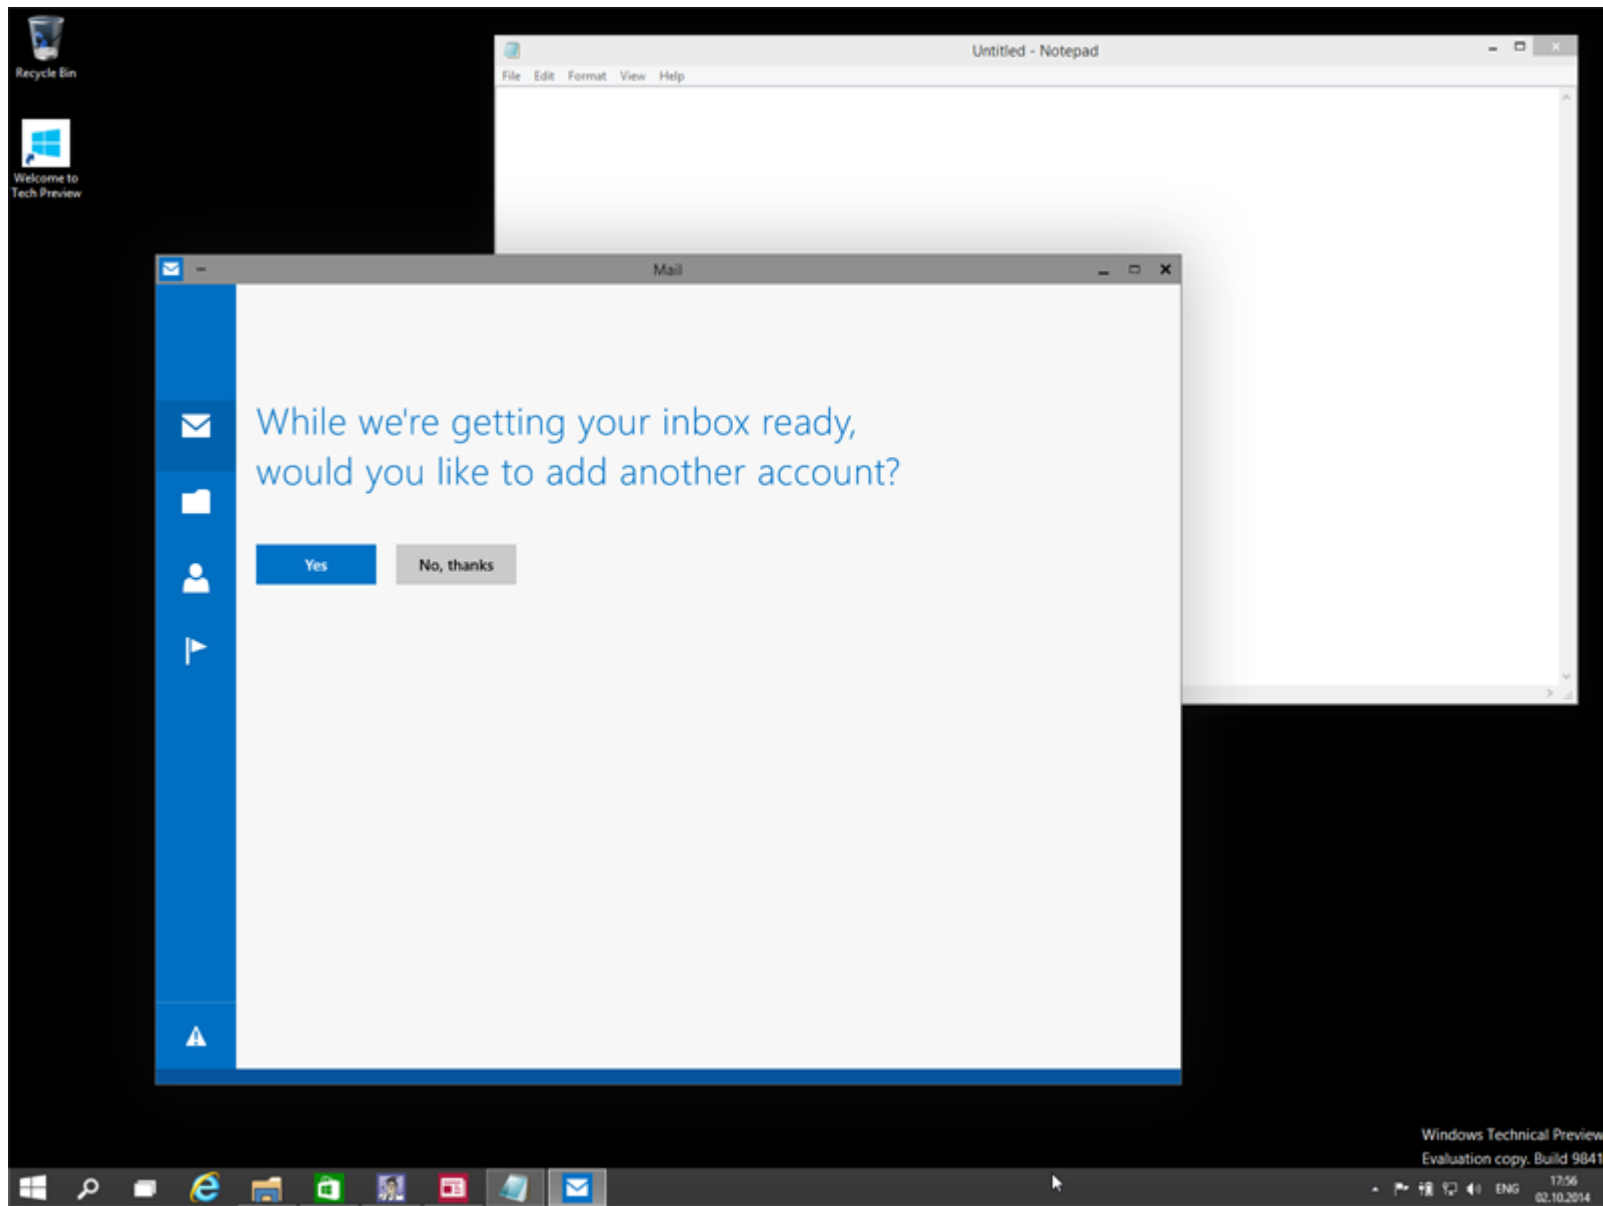 Recycle Bin
Welcome to
Tech Preview
Untitled - Notepad
File Edit Format View Help
Mail
While we're getting your inbox ready,
would you like to add another account?
Yes
No, thanks
Windows Technical Preview
Evaluation copy. Build 9841
ENG
17:56
02.10.2014